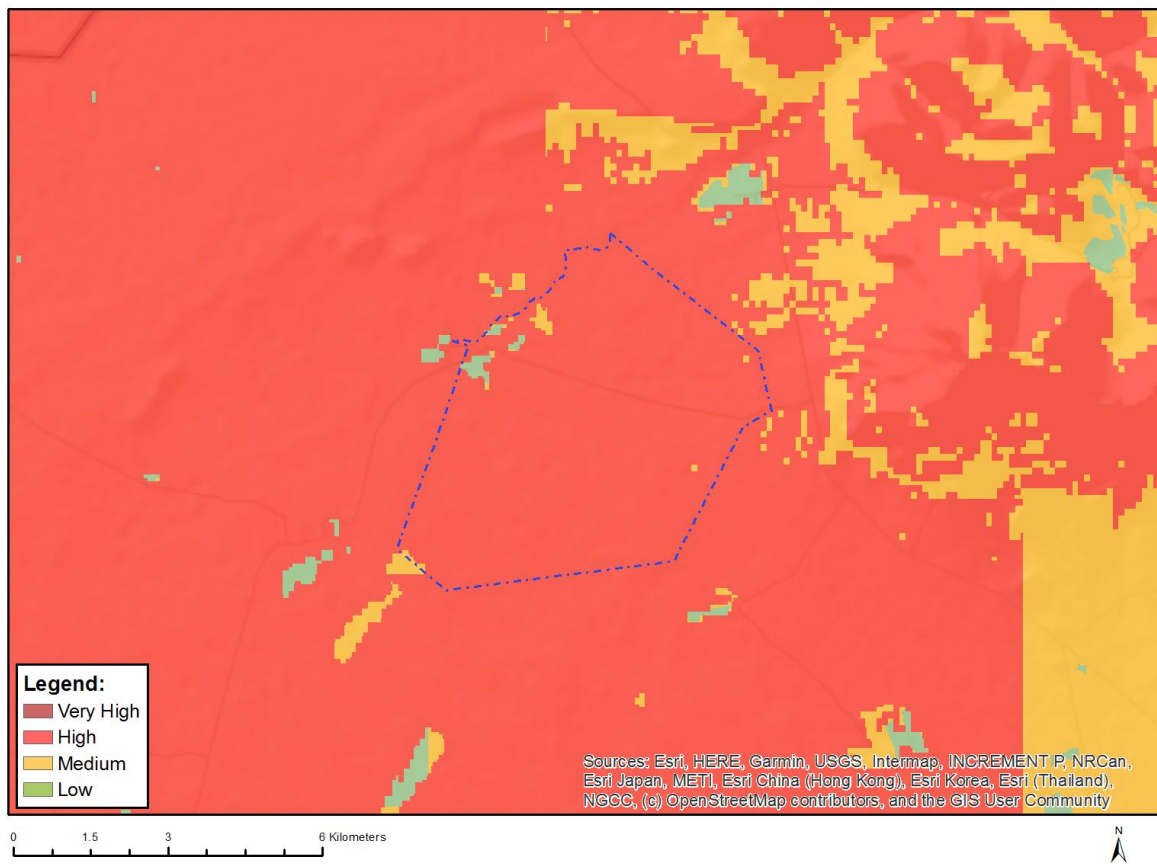 Legend:
Very High
High
Medium
Low
Sources: Esri, HERE, Garmin, USGS, Intermap, INCREMENT P, NRCan,
Esri Japan, METI, Esri China (Hong Kong), Esri Korea, Esri (Thailand),
NGCC, (c) OpenStreetMap contributors, and the GIS User Community
0 1.5 3 6 Kilometers
N